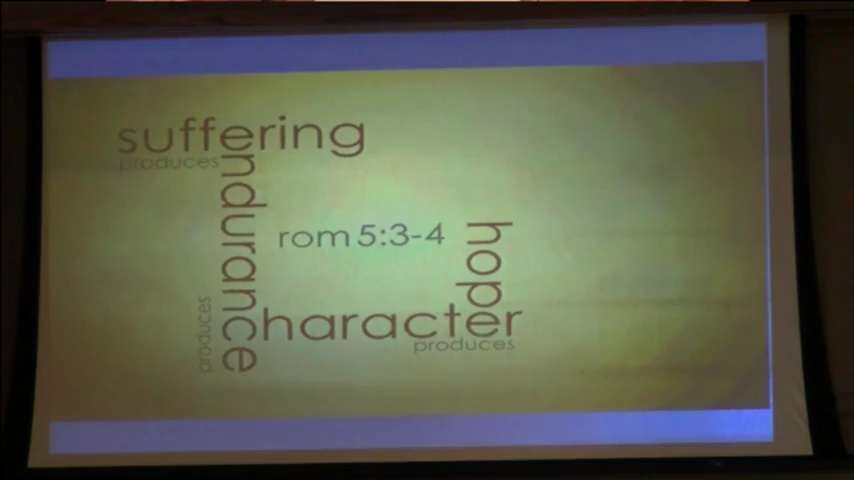 suffering
produces
endurance
rom 5:3-4
hope
produces
character
produces